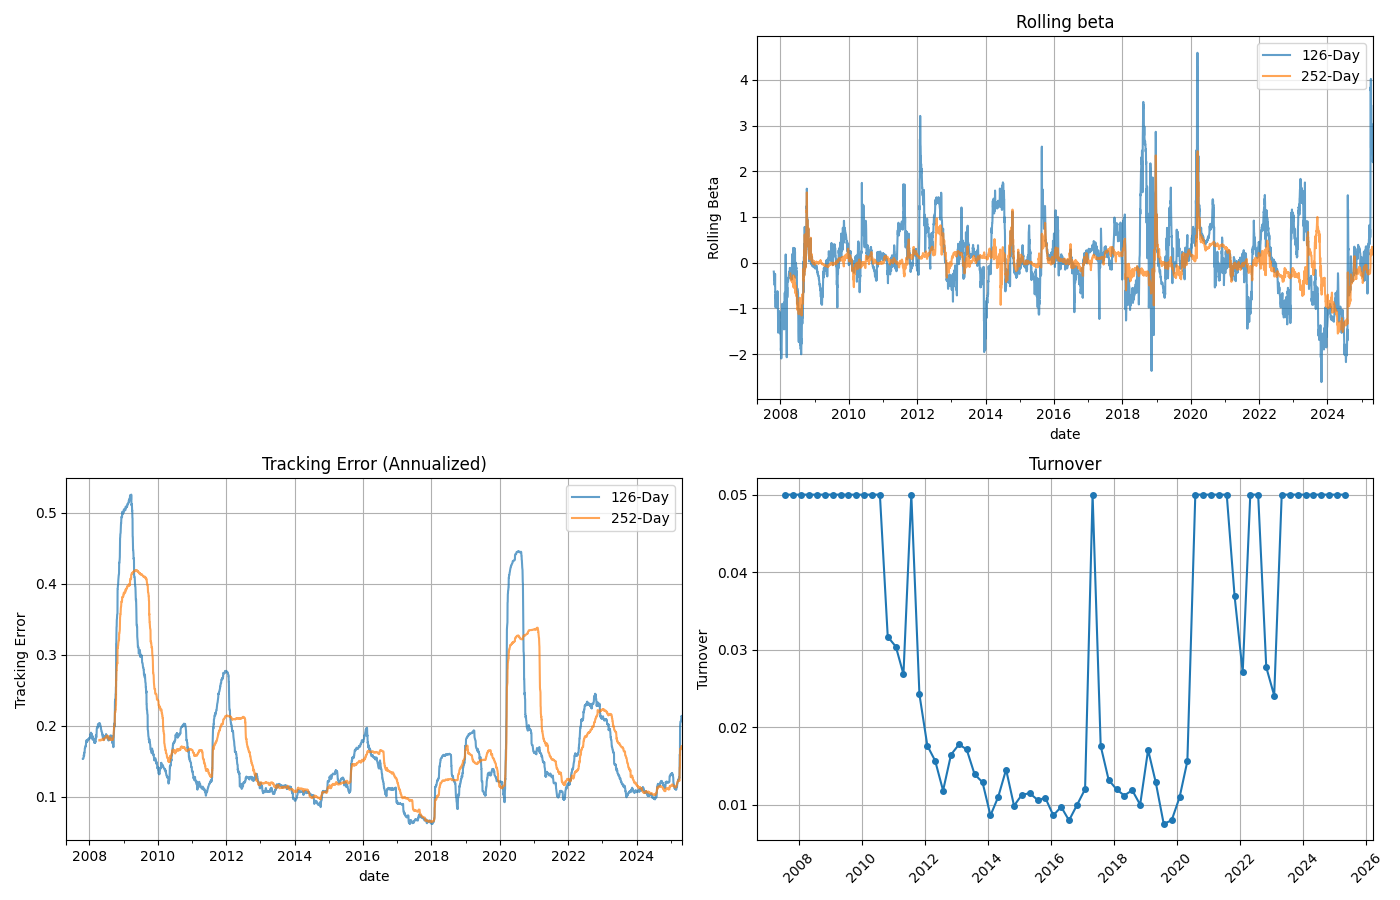 Rolling beta
126-Day
252-Day
4
3
2
1
0
−1
−2
Rolling Beta
2008 2010 2012 2014 2016 2018 2020 2022 2024
date
Tracking Error (Annualized)
126-Day
252-Day
0.5
0.4
0.3
0.2
0.1
Tracking Error
2008 2010 2012 2014 2016 2018 2020 2022 2024
date
Turnover
0.05
0.04
0.03
0.02
0.01
Turnover
2008 2010 2012 2014 2016 2018 2020 2022 2024 2026